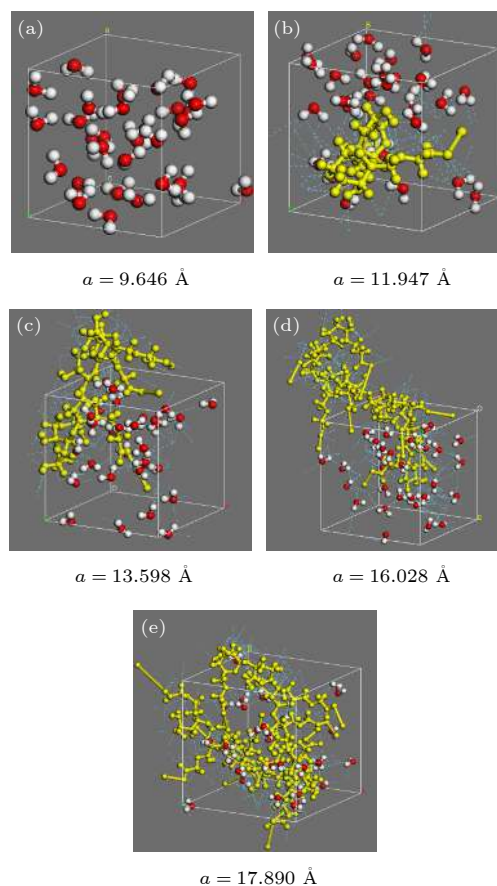 (a)
(b)
a = 9.646 Å
a = 11.947 Å
(c)
(d)
a = 13.598 Å
a = 16.028 Å
(e)
a = 17.890 Å